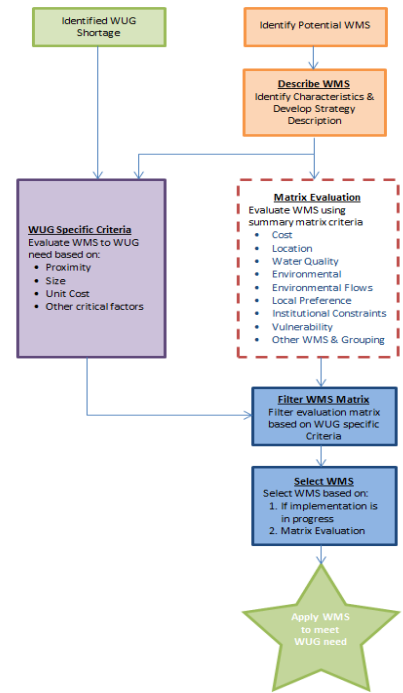 Identified WUG
Shortage
Identify Potential WMS
Describe WMS
Identify Characteristics &
Develop Strategy
Description
WUG Specific Criteria
Evaluate WMS to WUG
need based on:
• Proximity
• Size
• Unit Cost
• Other critical factors
Matrix Evaluation
Evaluate WMS using
summary matrix criteria
• Cost
• Location
• Water Quality
• Environmental
• Environmental Flows
• Local Preference
• Institutional Constraints
• Vulnerability
• Other WMS & Grouping
Filter WMS Matrix
Filter evaluation matrix
based on WUG specific
Criteria
Select WMS
Select WMS based on:
1. If implementation is
in progress
2. Matrix Evaluation
Apply WMS
to meet
WUG need